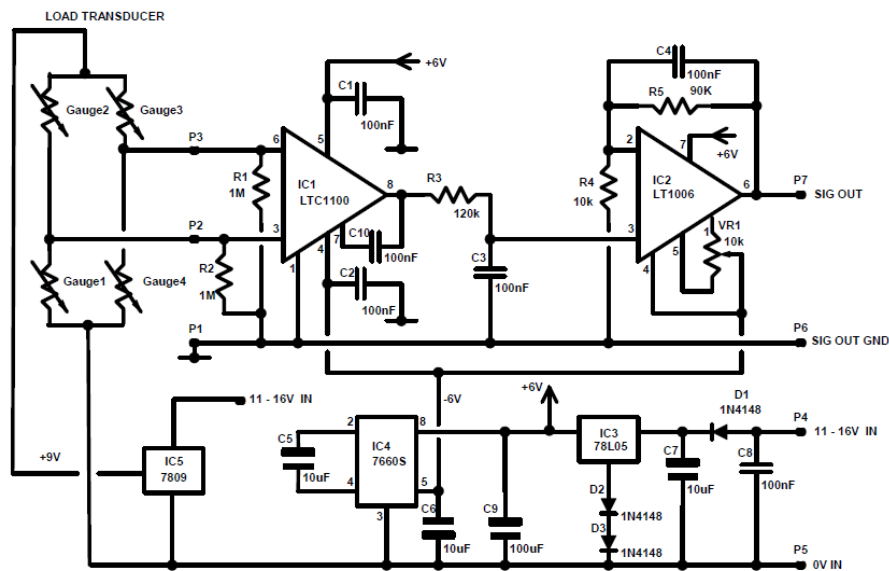 LOAD TRANSDUCER
Gauge2
Gauge3
P3
P2
Gauge1
Gauge4
P1
R1
1M
R2
1M
6
3
5
IC1
LTC1100
8
7
4
1
C1
100nF
+6V
C10
100nF
C2
100nF
R3
120k
C3
100nF
C4
100nF
R5
90K
R4
10k
2
3
IC2
LT1006
7
+6V
6
1
VR1
10k
5
4
P7
SIG OUT
P6
SIG OUT GND
11 - 16V IN
+9V
IC5
7809
-6V
+6V
C5
10uF
2
4
IC4
7660S
8
5
3
C6
10uF
C9
100uF
IC3
78L05
D2
1N4148
D3
1N4148
C7
10uF
D1
1N4148
C8
100nF
P4
11 - 16V IN
P5
0V IN